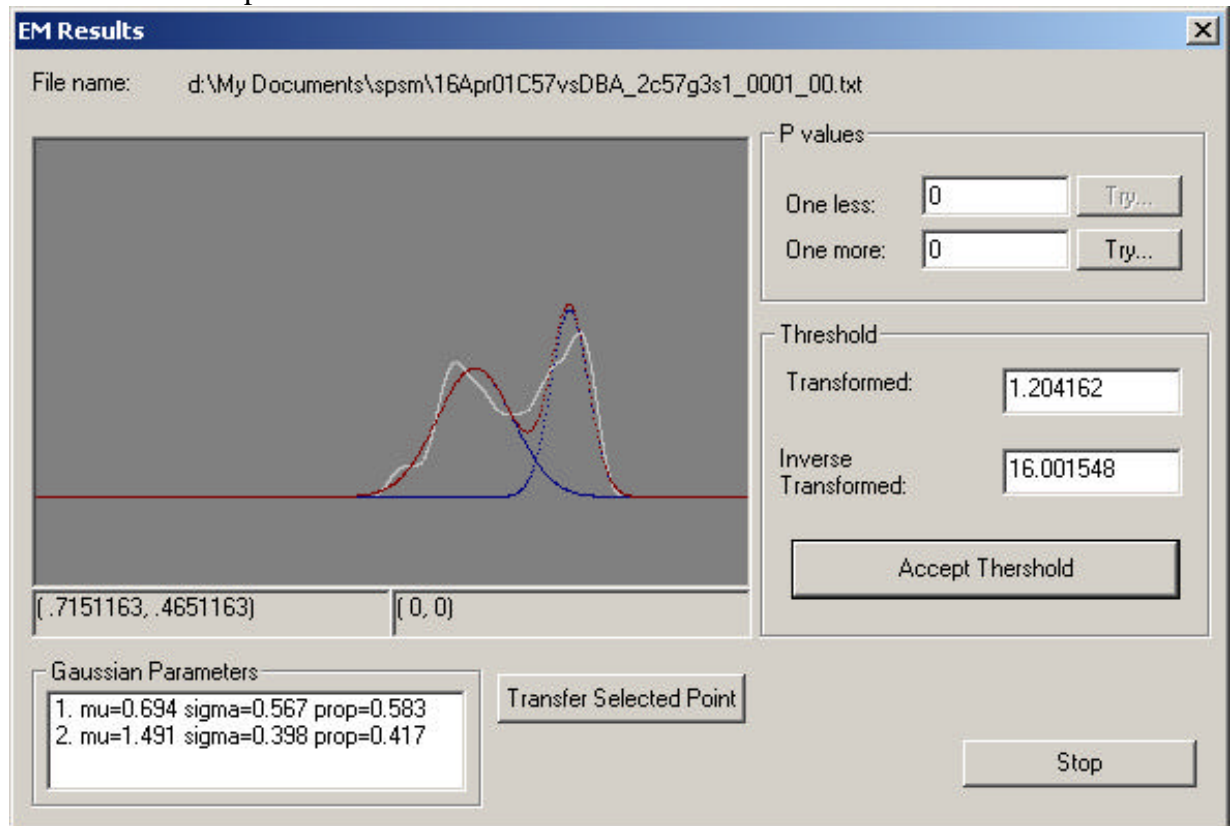 EM Results
File name: d:\My Documents\spsm\16Apr01C57vsDBA_2c57g3s1_0001_00.txt
P values
One less: 0 Try...
One more: 0 Try...
Threshold
Transformed: 1.204162
Inverse
Transformed: 16.001548
Accept Thershold
( .7151163, .4651163) ( 0, 0)
Gaussian Parameters
1. mu=0.694 sigma=0.567 prop=0.583
2. mu=1.491 sigma=0.398 prop=0.417
Transfer Selected Point
Stop